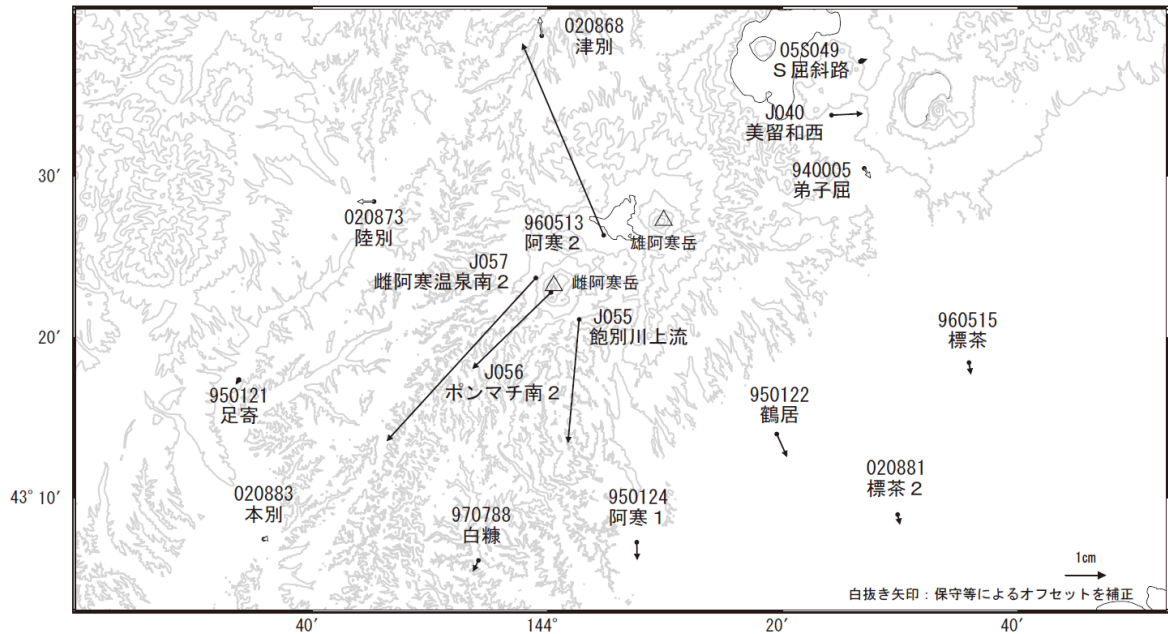 020868
津別
05S049
S屈斜路
J040
美留和西
940005
弟子屈
30′
020873
陸別
960513
阿寒2
雄阿寒岳
J057
雌阿寒温泉南2
雌阿寒岳
J055
飽別川上流
20′
960515
標茶
J056
ポンマチ南2
950121
足寄
950122
鶴居
020881
標茶2
43° 10′
020883
本別
970788
白糠
950124
阿寒1
1cm
白抜き矢印:保守等によるオフセットを補正
40′
144°
20′
40′